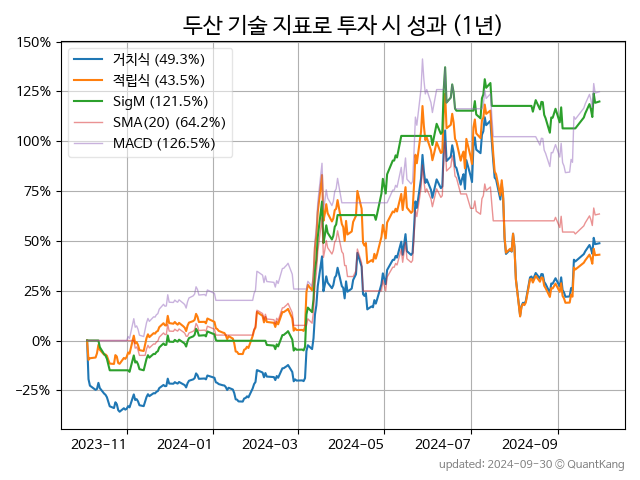 두산 기술 지표로 투자 시 성과 (1년)
150%
125%
100%
75%
50%
25%
0%
−25%
거치식 (49.3%)
적립식 (43.5%)
SigM (121.5%)
SMA(20) (64.2%)
MACD (126.5%)
2023−11
2024−01
2024−03
2024−05
2024−07
2024−09
updated: 2024-09-30 © QuantKang